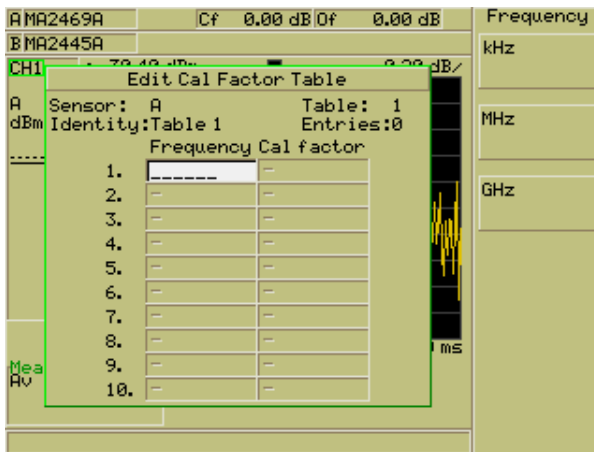 A MA2469A Cf 0.00 dB Of 0.00 dB
B MA2445A
CH1 dB/
Edit Cal Factor Table
A
dBm
Sensor: A Table: 1
Identity:Table 1 Entries:0
Frequency Cal factor
1. ______ –
2. – –
3. – –
4. – –
5. – –
6. – –
7. – –
8. – –
9. – –
10. – –
ms
Mea
Av
Frequency
kHz
MHz
GHz